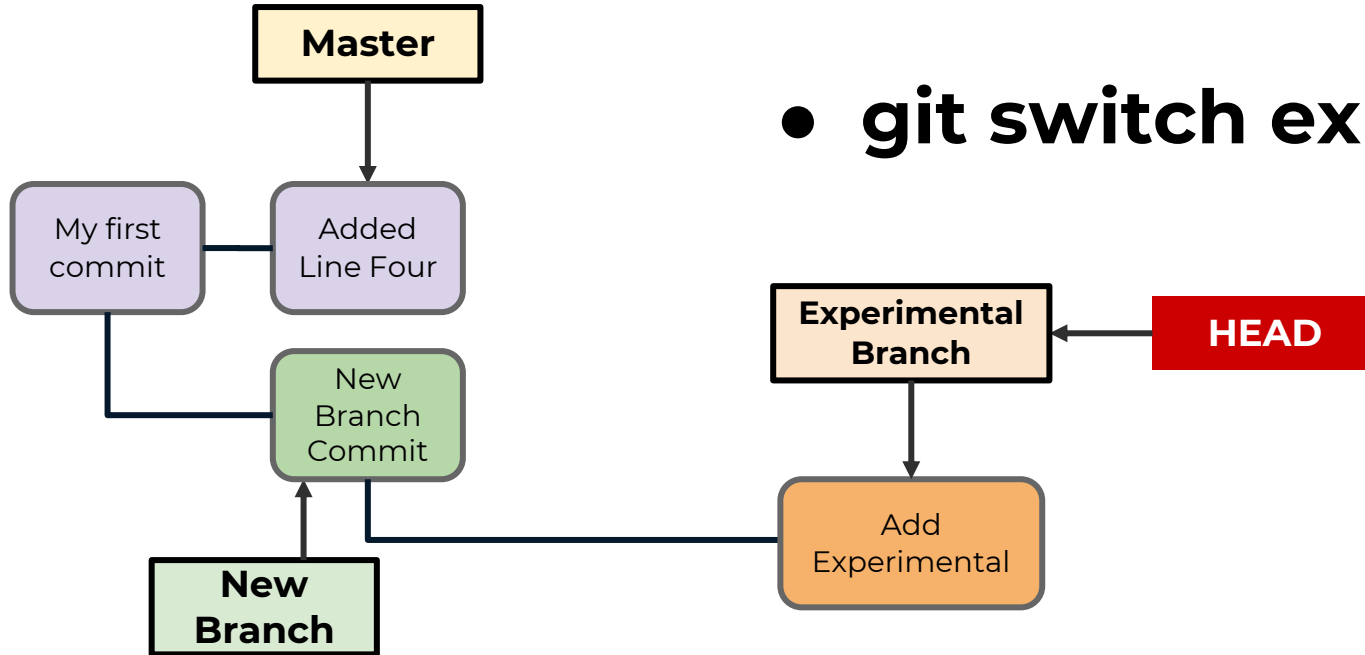 Master
• git switch ex
My first
commit
Added
Line Four
Experimental
Branch
HEAD
New
Branch
Commit
Add
Experimental
New
Branch